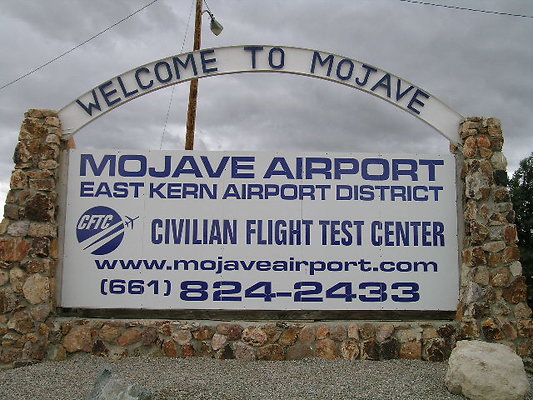 WELCOME TO MOJAVE
MOJAVE AIRPORT
EAST KERN AIRPORT DISTRICT
CFTC
CIVILIAN FLIGHT TEST CENTER
www.mojaveairport.com
(661) 824-2433